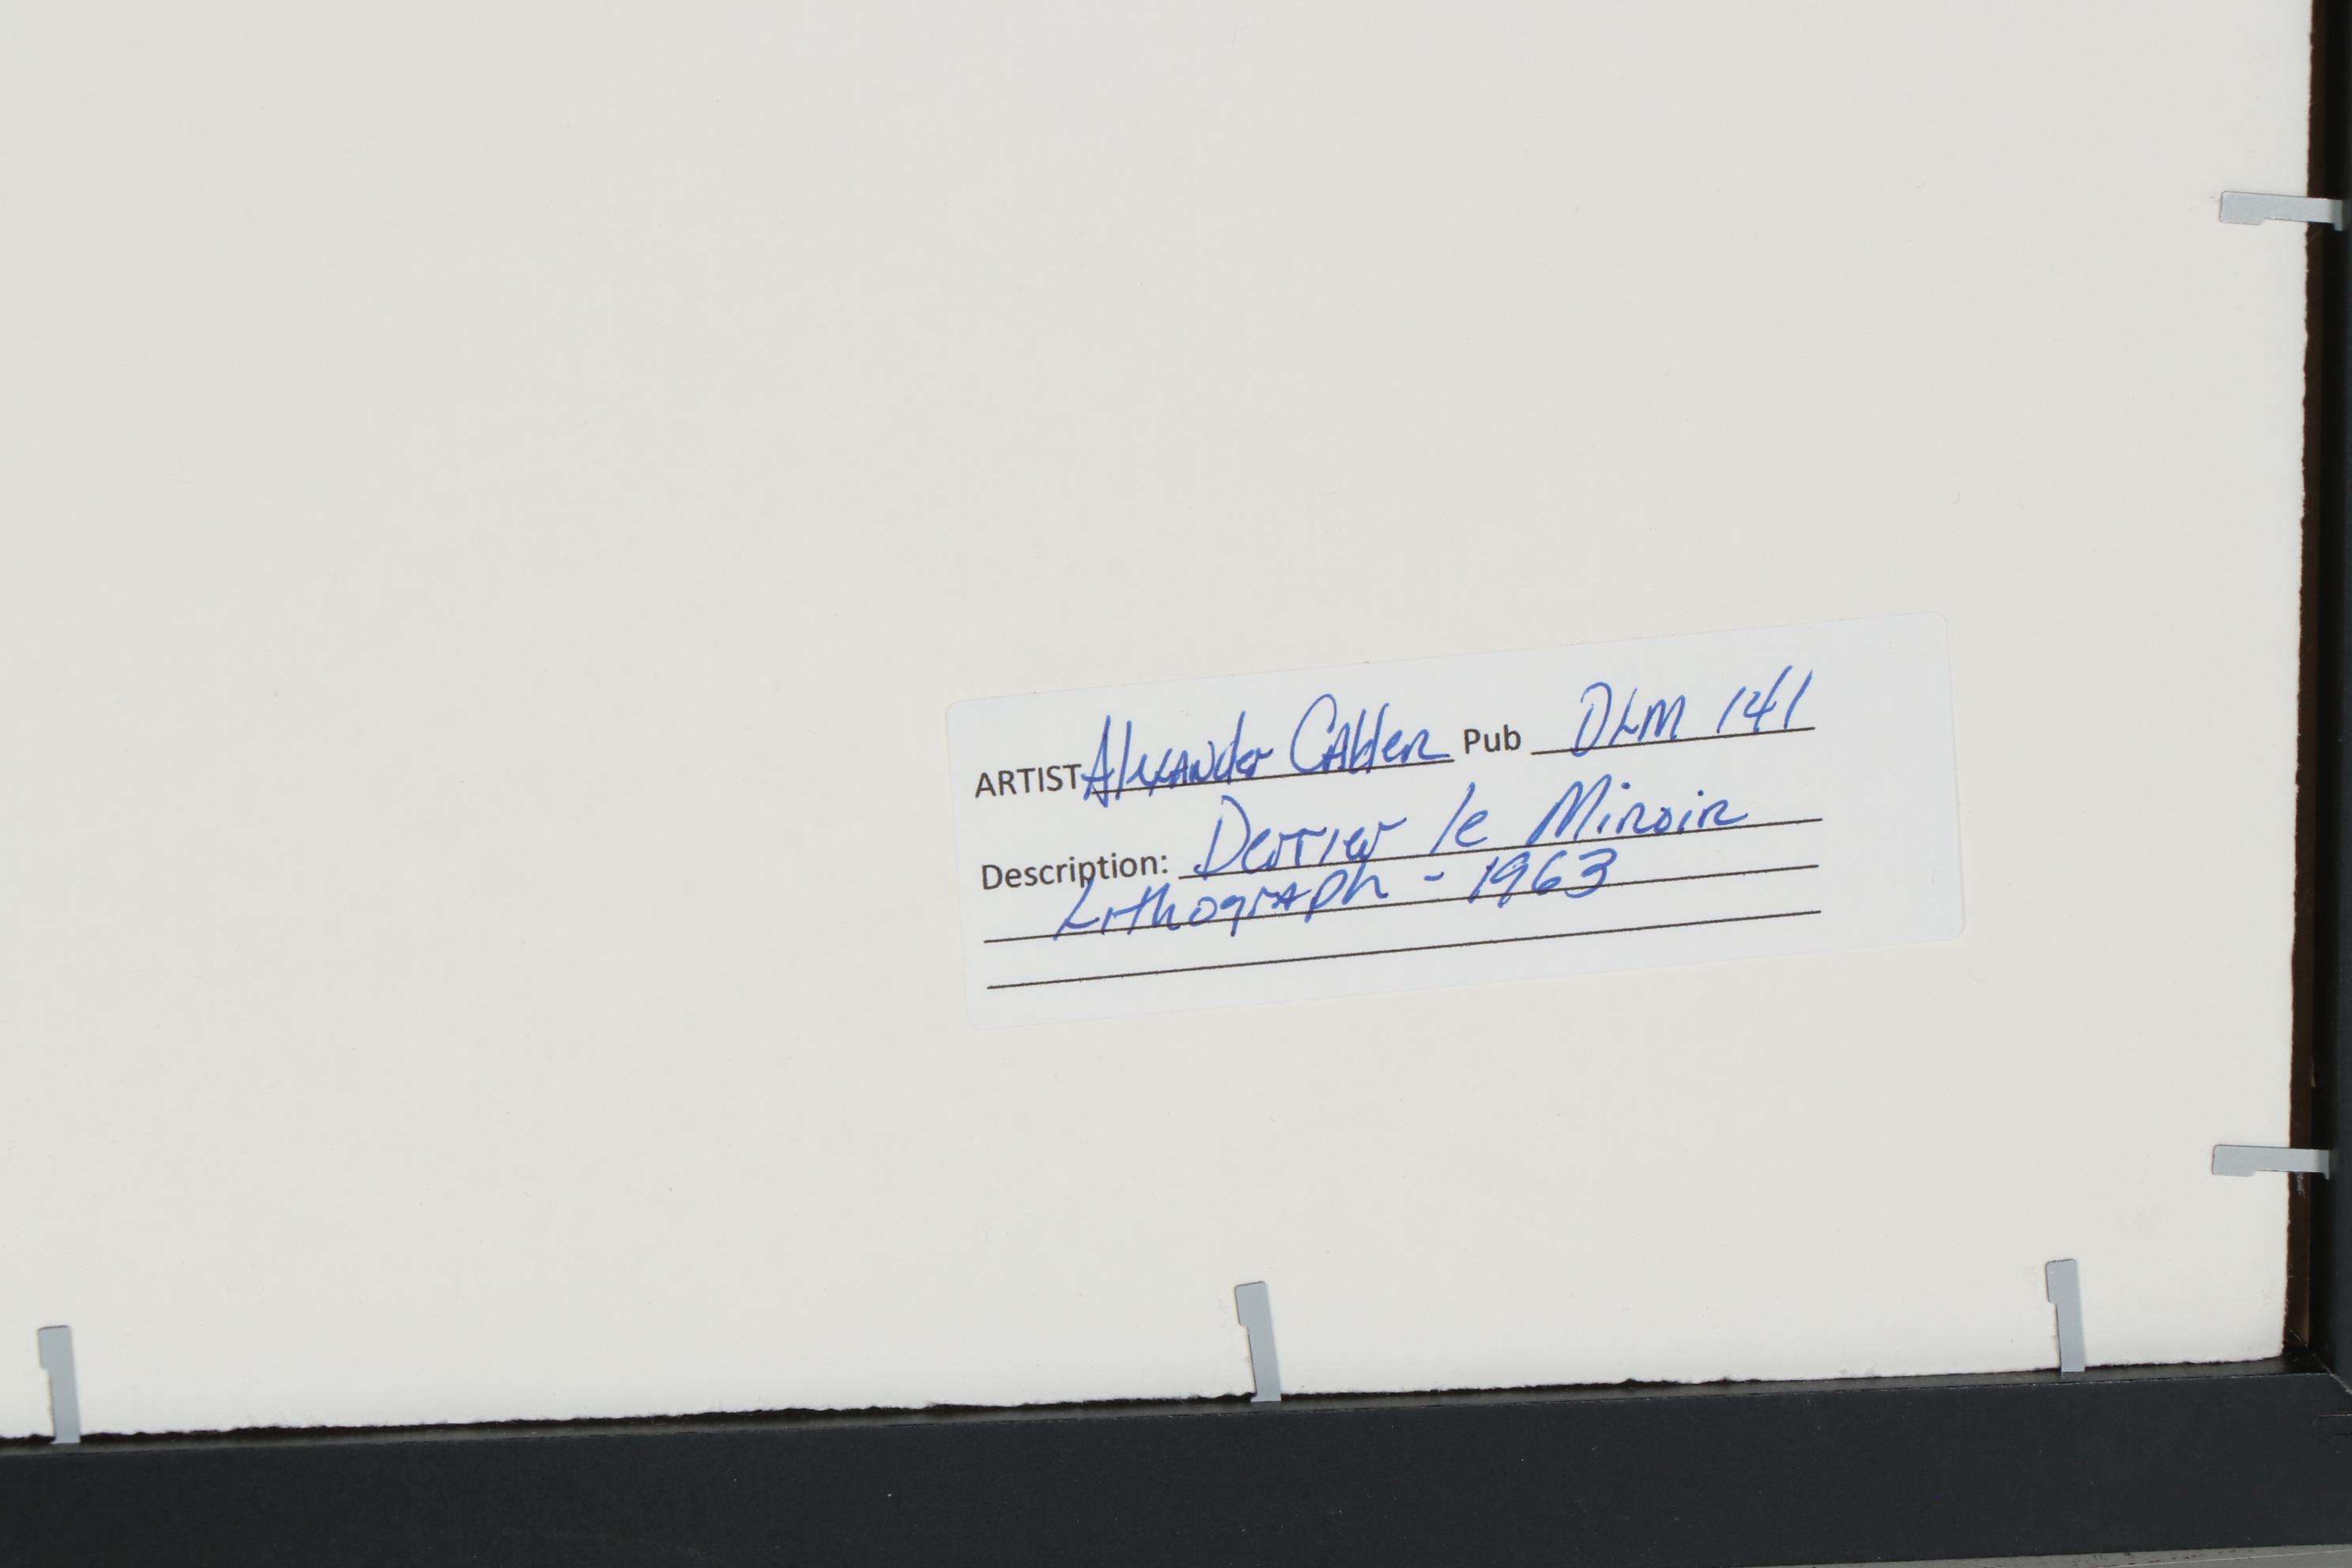 ARTIST Alexander Calder Pub DLM 141
Description: Derrier le Miroir
Lithograph - 1963